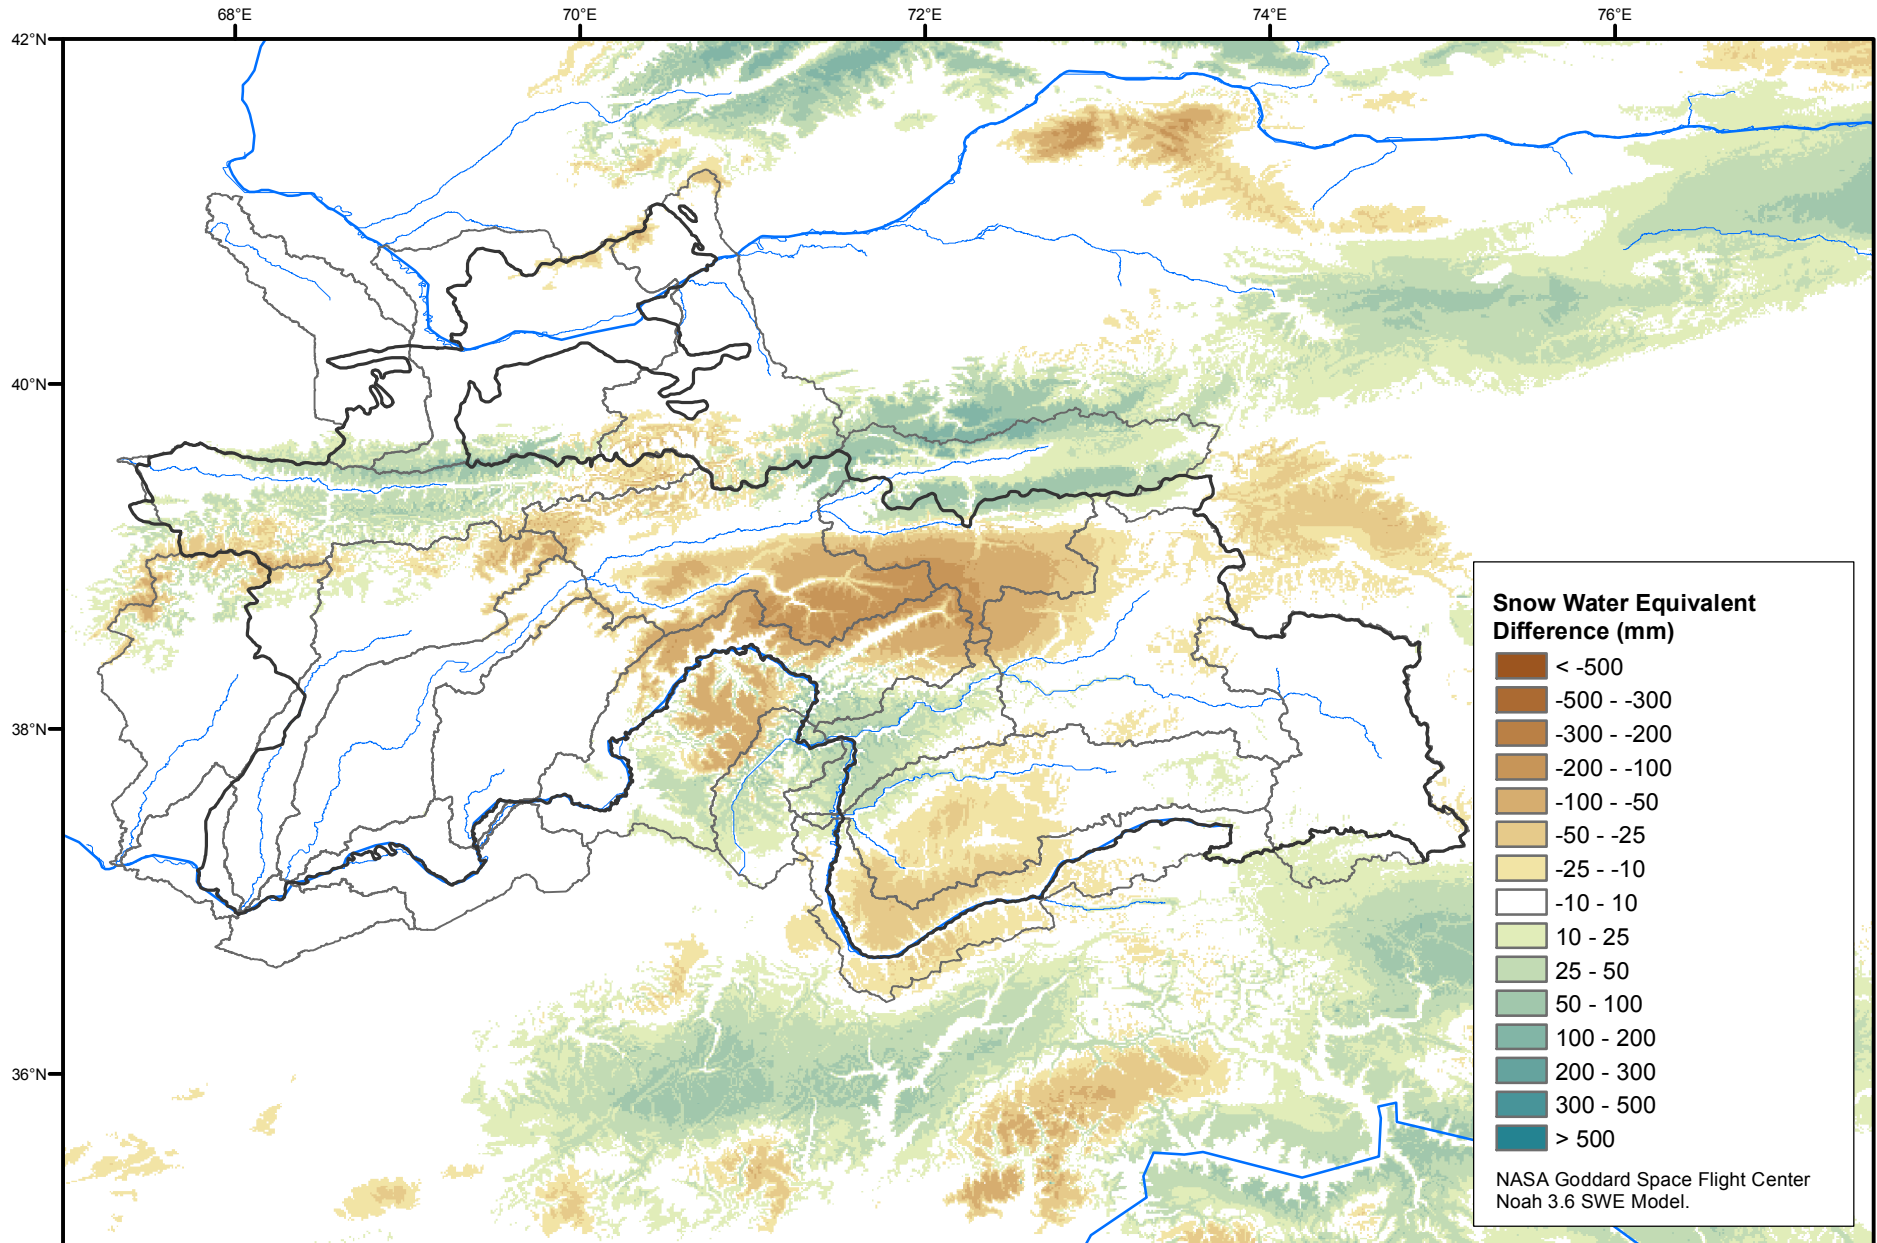 68°E 70°E 72°E 74°E 76°E
42°N
40°N
38°N
36°N
Snow Water Equivalent
Difference (mm)
< -500
-500 - -300
-300 - -200
-200 - -100
-100 - -50
-50 - -25
-25 - -10
-10 - 10
10 - 25
25 - 50
50 - 100
100 - 200
200 - 300
300 - 500
> 500
NASA Goddard Space Flight Center
Noah 3.6 SWE Model.